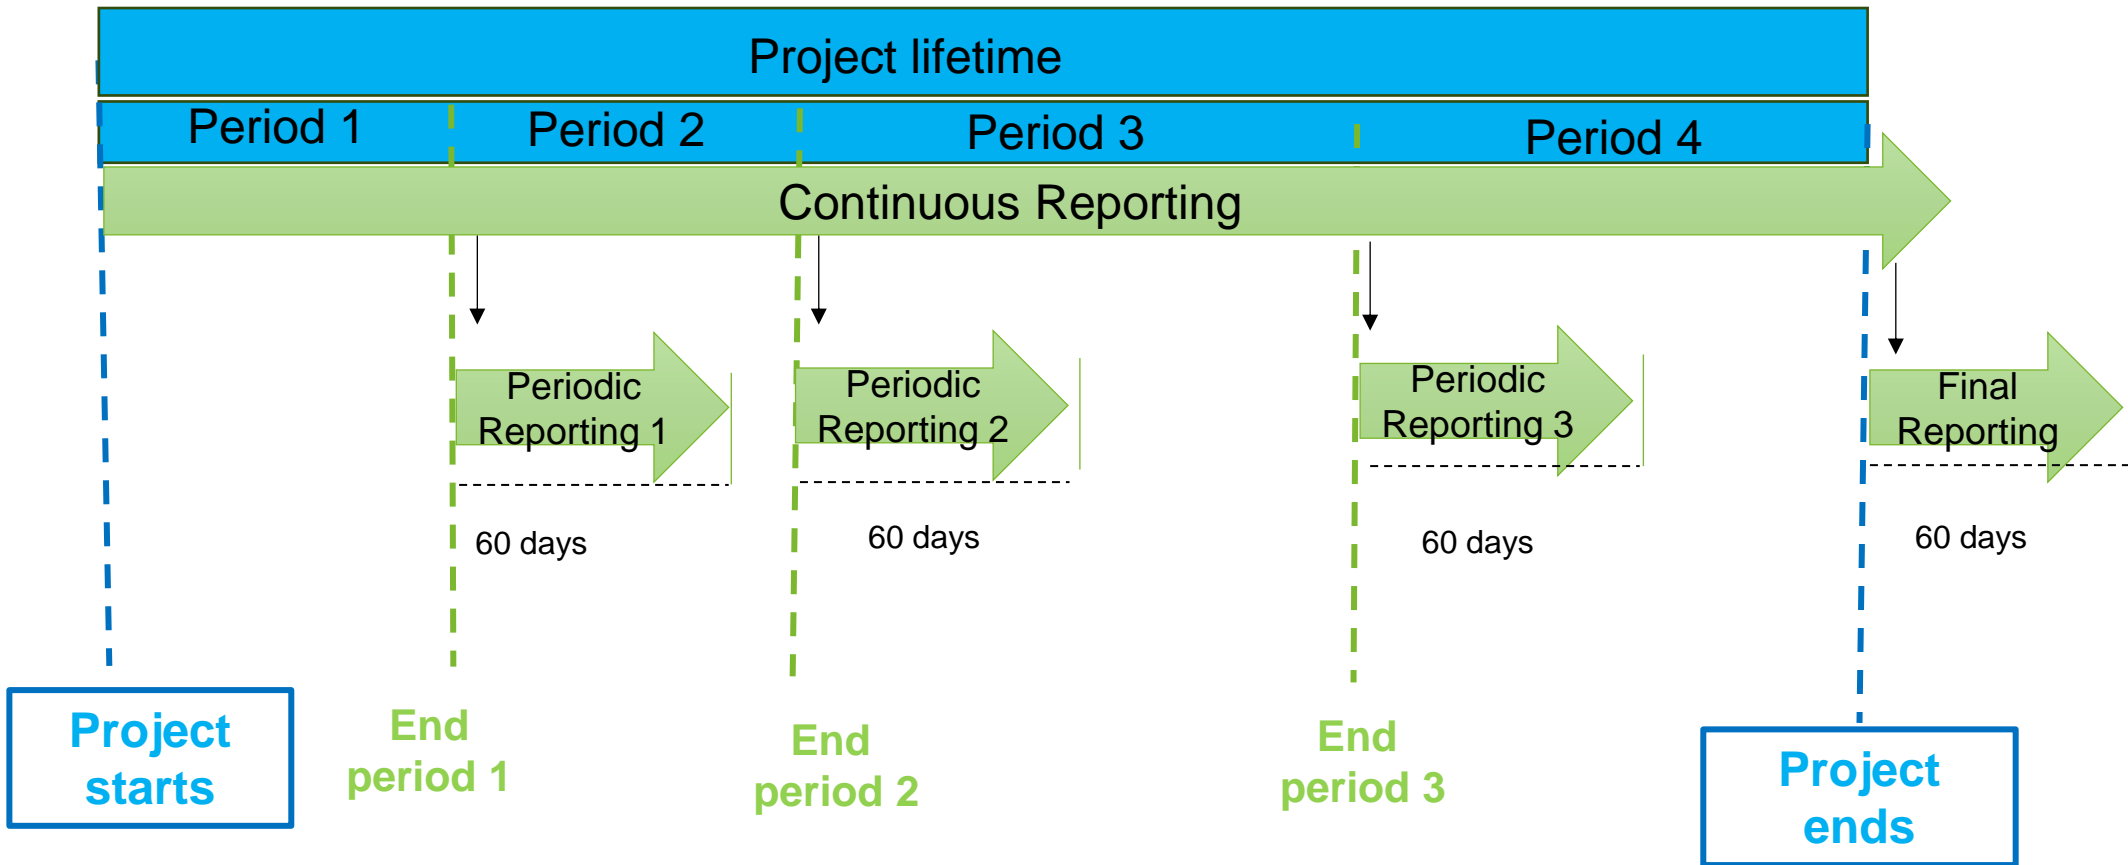 Project lifetime
Period 1
Period 2
Period 3
Period 4
Continuous Reporting
Periodic
Reporting 1
Periodic
Reporting 2
Periodic
Reporting 3
Final
Reporting
60 days
60 days
60 days
60 days
Project
starts
End
period 1
End
period 2
End
period 3
Project
ends